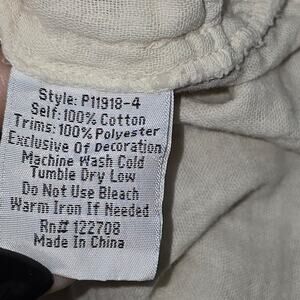 Style: P11918-4
Self: 100% Cotton
Trims: 100% Polyester
Exclusive Of Decoration
Machine Wash Cold
Tumble Dry Low
Do Not Use Bleach
Warm Iron If Needed
Rn# 122708
Made In China